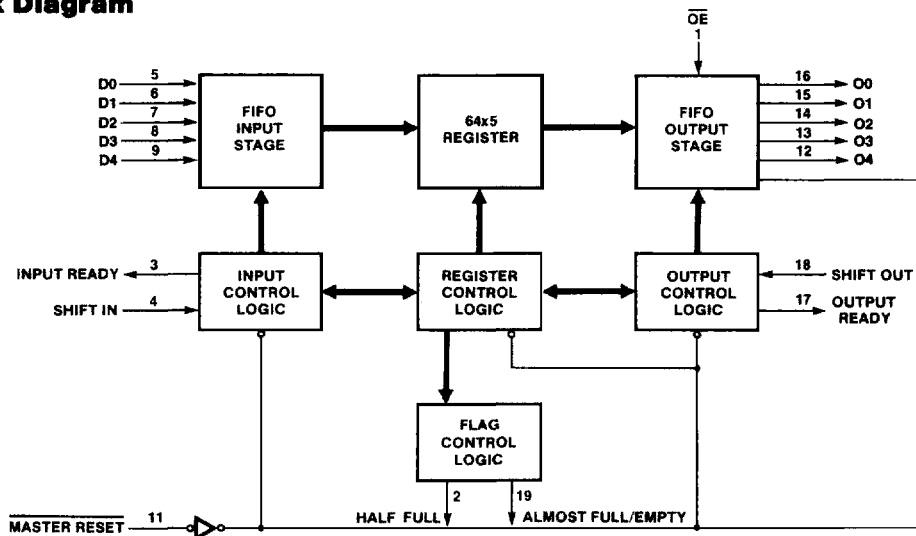 Diagram
OE
1
D0 5
D1 6
D2 7
D3 8
D4 9
FIFO
INPUT
STAGE
64x5
REGISTER
FIFO
OUTPUT
STAGE
16 O0
15 O1
14 O2
13 O3
12 O4
INPUT READY 3
SHIFT IN 4
INPUT
CONTROL
LOGIC
REGISTER
CONTROL
LOGIC
OUTPUT
CONTROL
LOGIC
18 SHIFT OUT
17 OUTPUT
READY
FLAG
CONTROL
LOGIC
2 19
HALF FULL ALMOST FULL/EMPTY
MASTER RESET 11